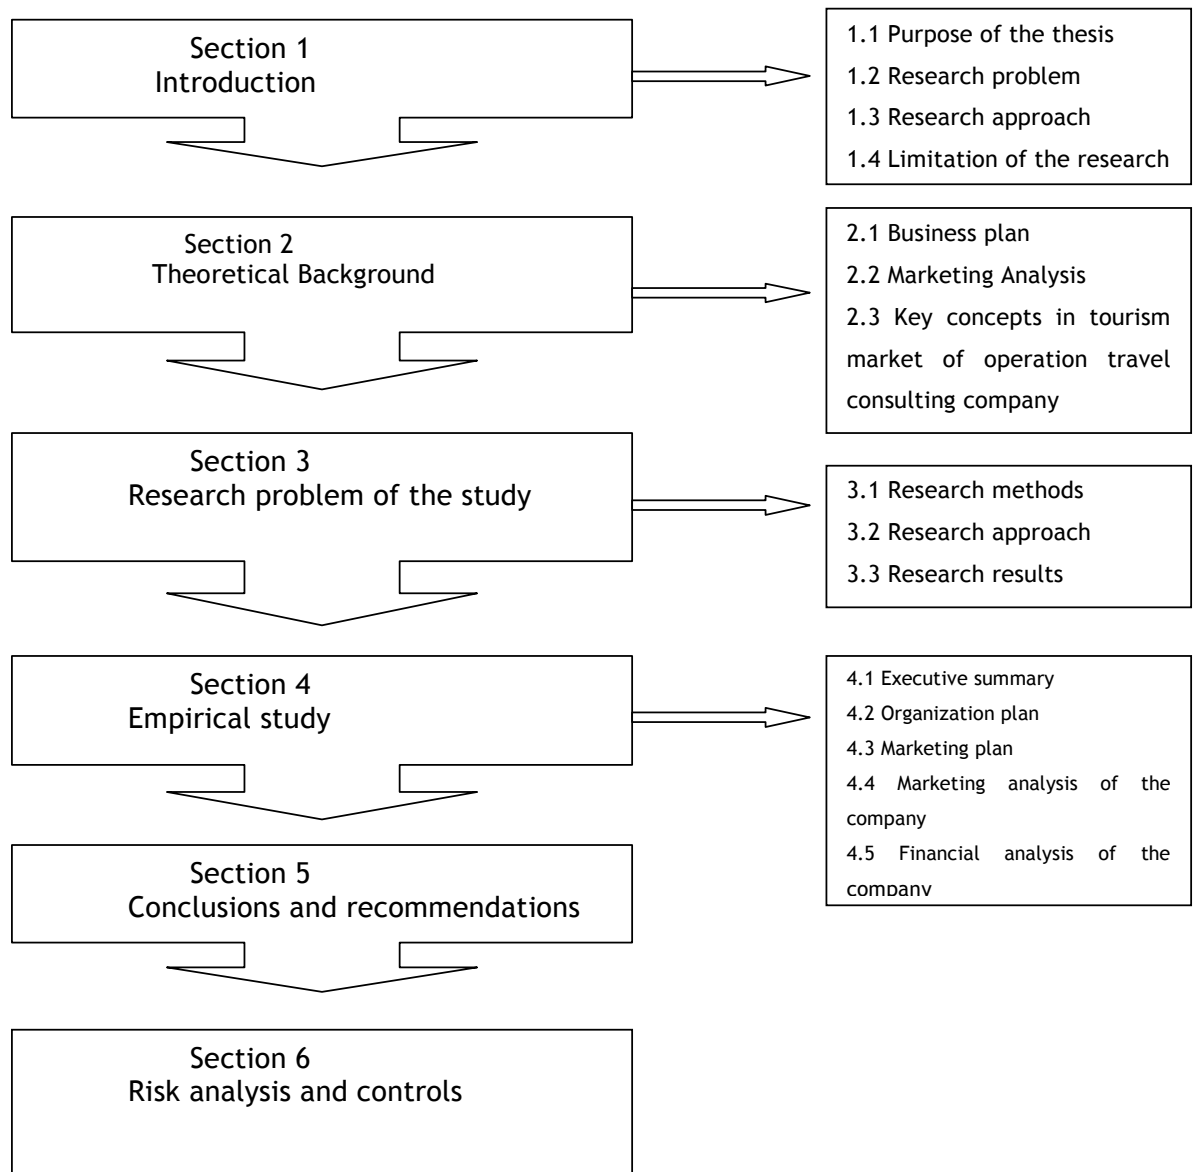 Section 1
Introduction
1.1 Purpose of the thesis
1.2 Research problem
1.3 Research approach
1.4 Limitation of the research
Section 2
Theoretical Background
2.1 Business plan
2.2 Marketing Analysis
2.3 Key concepts in tourism
market of operation travel
consulting company
Section 3
Research problem of the study
3.1 Research methods
3.2 Research approach
3.3 Research results
Section 4
Empirical study
4.1 Executive summary
4.2 Organization plan
4.3 Marketing plan
4.4 Marketing analysis of the
company
4.5 Financial analysis of the
company
Section 5
Conclusions and recommendations
Section 6
Risk analysis and controls